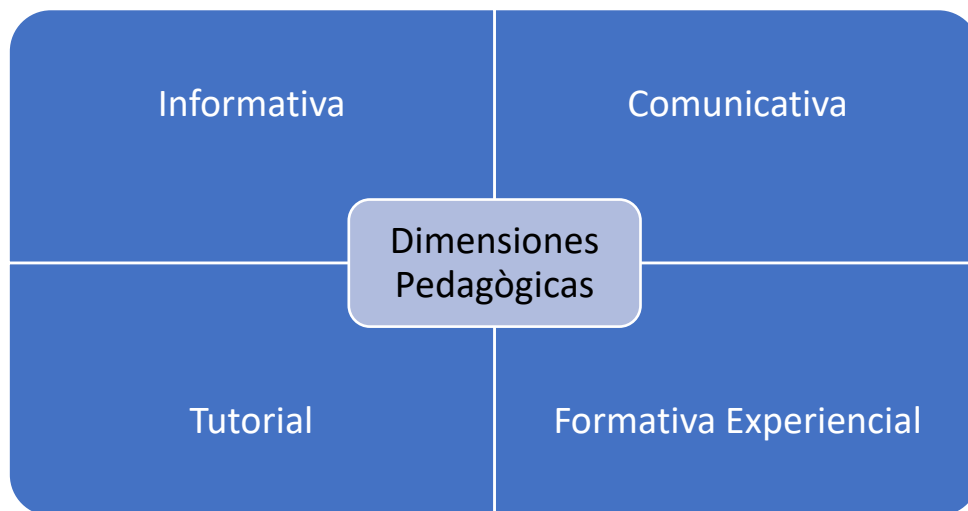 Informativa
Comunicativa
Dimensiones
Pedagògicas
Tutorial
Formativa Experiencial